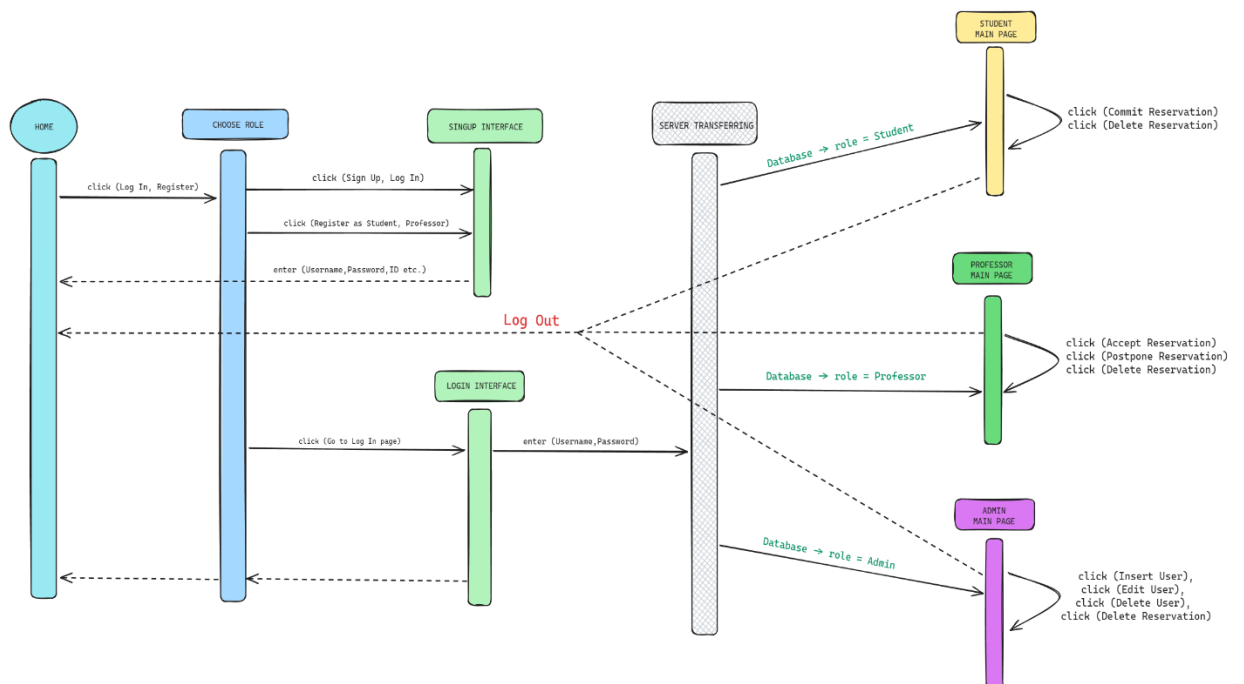 STUDENT
MAIN PAGE
HOME
CHOOSE ROLE
SINGUP INTERFACE
SERVER TRANSFERRING
click (Commit Reservation)
click (Delete Reservation)
Database → role = Student
click (Log In, Register)
click (Sign Up, Log In)
click (Register as Student, Professor)
enter (Username,Password,ID etc.)
PROFESSOR
MAIN PAGE
Log Out
click (Accept Reservation)
click (Postpone Reservation)
click (Delete Reservation)
Database → role = Professor
LOGIN INTERFACE
click (Go to Log In page)
enter (Username,Password)
ADMIN
MAIN PAGE
Database → role = Admin
click (Insert User),
click (Edit User),
click (Delete User),
click (Delete Reservation)